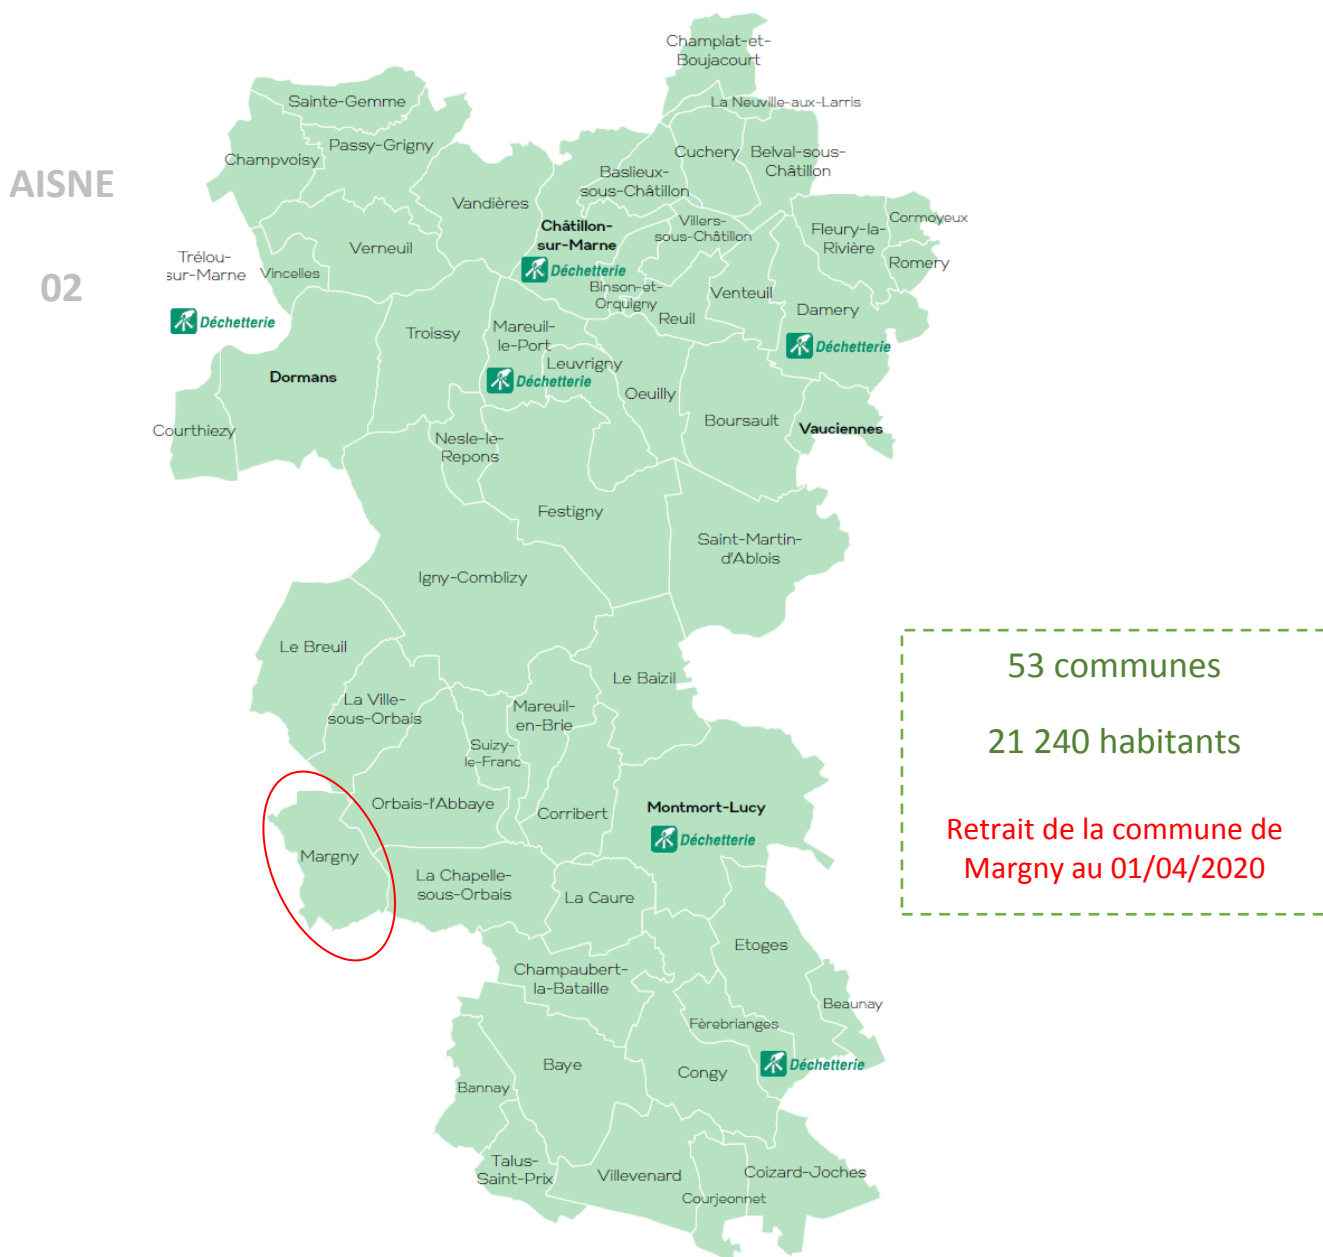 Champlat-et-
Boujacourt
Sainte-Gemme
La Neuville-aux-Larris
Passy-Grigny
Champvoisy
Cuchery
Belval-sous-
Châtillon
Baslieux-
sous-Châtillon
AISNE
02
Vandières
Châtillon-
sur-Marne
Déchetterie
Villers-
sous-Châtillon
Fleury-la-
Rivière
Cormoyeux
Romery
Verneuil
Trélou-
sur-Marne
Vincelles
Déchetterie
Binson-et-
Orquigny
Reuil
Venteuil
Damery
Déchetterie
Troissy
Mareuil-
le-Port
Leuvrigny
Déchetterie
Dormans
Oeuilly
Boursault
Vauciennes
Courthiezy
Nesle-le-
Repons
Festigny
Saint-Martin-
d'Ablois
Igny-Comblizy
Le Breuil
Le Baizil
La Ville-
sous-Orbais
Mareuil-
en-Brie
Suizy-
le-Franc
53 communes
21 240 habitants
Retrait de la commune de
Margny au 01/04/2020
Orbais-l'Abbaye
Corribert
Montmort-Lucy
Déchetterie
Margny
La Chapelle-
sous-Orbais
La Caure
Etoges
Champaubert-
la-Bataille
Beaunay
Fèrebrianges
Déchetterie
Baye
Congy
Bannay
Talus-
Saint-Prix
Villevenard
Coizard-Joches
Courjeonnet